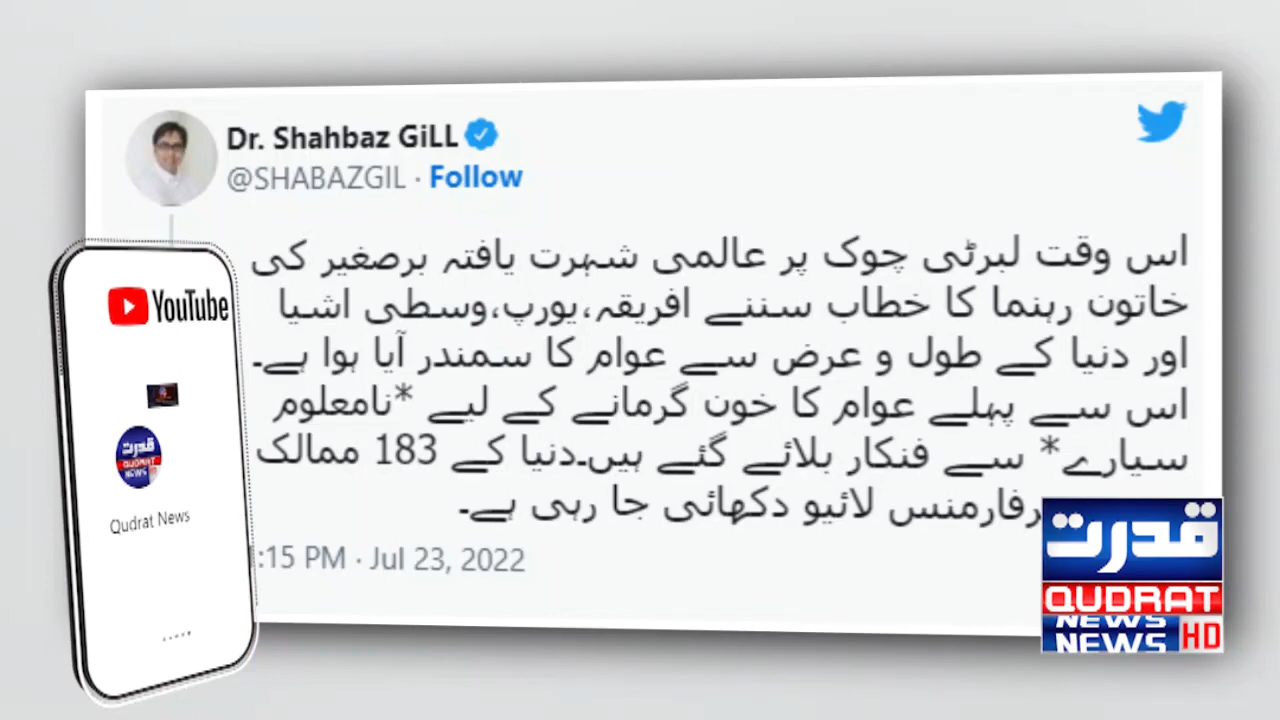 Dr. Shahbaz GiLL
@SHABAZGIL · Follow
اس وقت لبرٹی چوک پر عالمی شہرت یافتہ برصغیر کی
خاتون رہنما کا خطاب سننے افریقہ،یورپ،وسطی اشیا
اور دنیا کے طول و عرض سے عوام کا سمندر آیا ہوا ہے۔
اس سے پہلے عوام کا خون گرمانے کے لیے *نامعلوم
سیارے* سے فنکار بلائے گئے ہیں۔دنیا کے 183 ممالک
لائیو دکھائی جا رہی ہے۔
:15 PM · Jul 23, 2022
YouTube
قدرت
QUDRAT
NEWS
Qudrat News
قدرت
QUDRAT
NEWS
NEWS HD